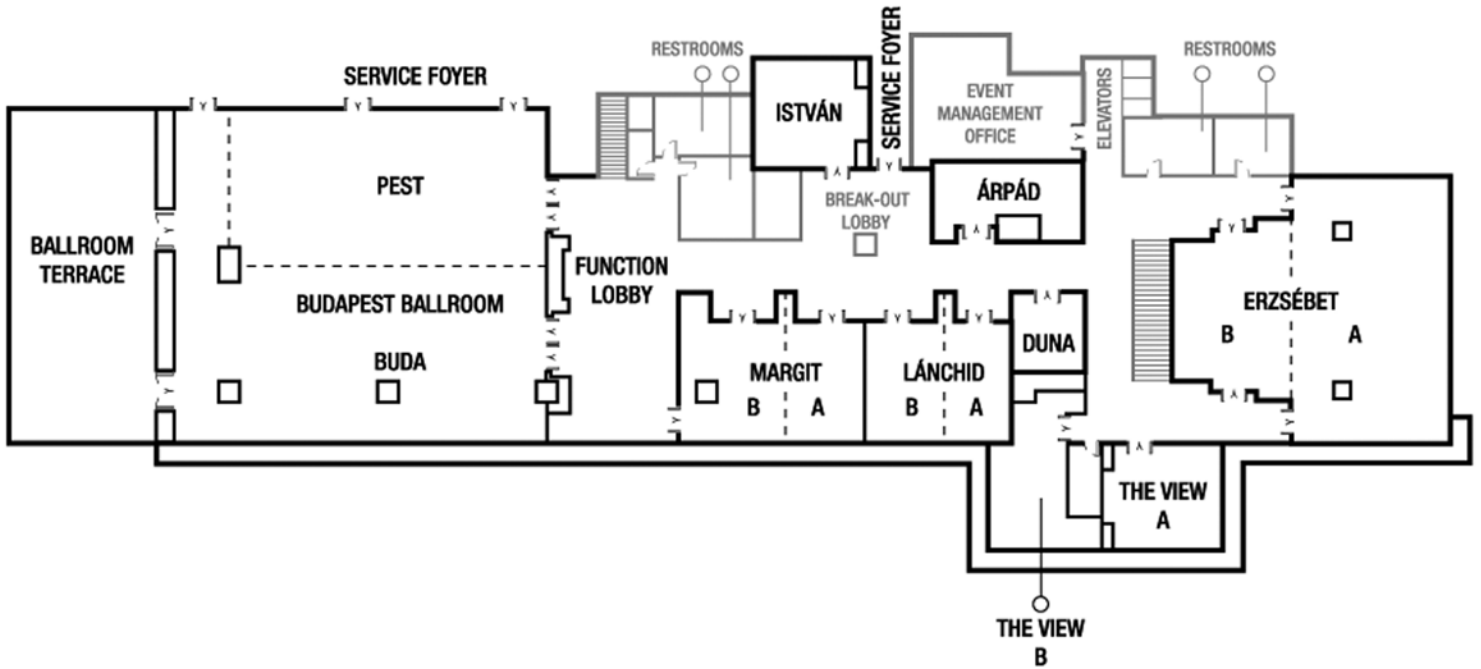 SERVICE FOYER
RESTROOMS
SERVICE FOYER
RESTROOMS
ISTVÁN
EVENT
MANAGEMENT
OFFICE
ELEVATORS
PEST
ÁRPÁD
BREAK-OUT
LOBBY
BALLROOM
TERRACE
FUNCTION
LOBBY
BUDAPEST BALLROOM
ERZSÉBET
B
A
BUDA
MARGIT
B
A
LÁNCHID
B
A
DUNA
THE VIEW
A
THE VIEW
B